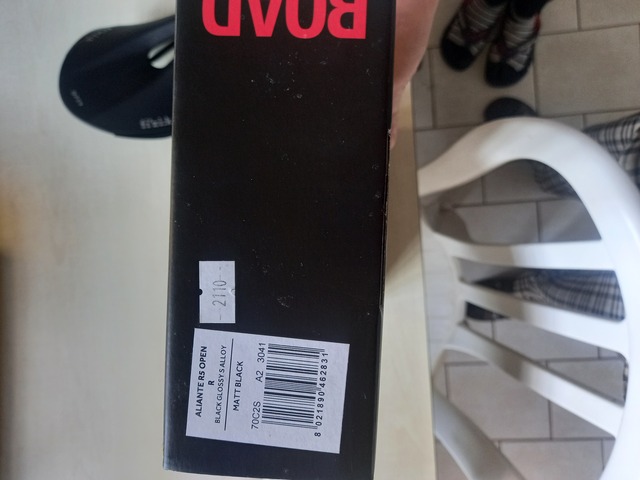 ROAD
2110
ALIANTE R5 OPEN
R
BLACK GLOSSY.S ALLOY
MATT BLACK
70C2S A2 3041
8 021890 462831